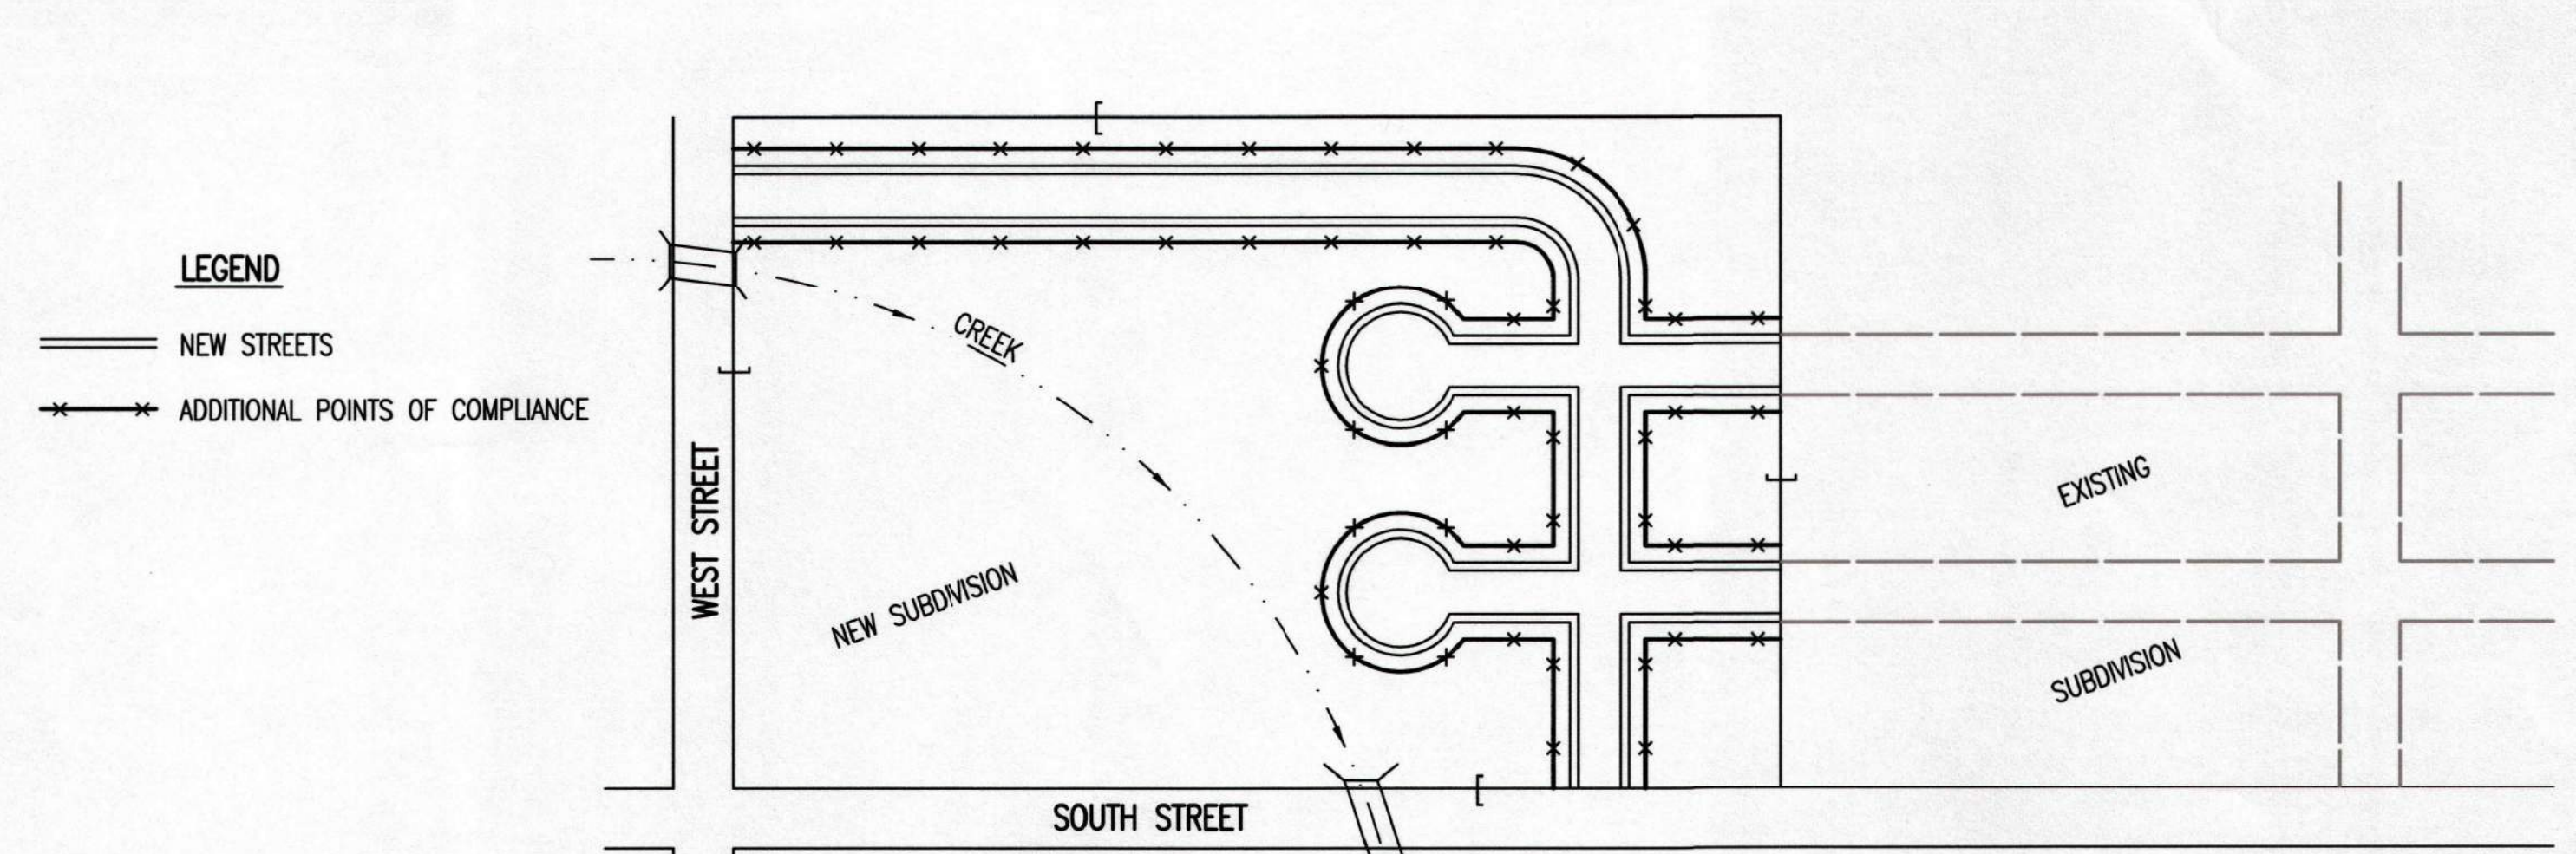 LEGEND
NEW STREETS
ADDITIONAL POINTS OF COMPLIANCE
CREEK
WEST STREET
NEW SUBDIVISION
SOUTH STREET
EXISTING
SUBDIVISION